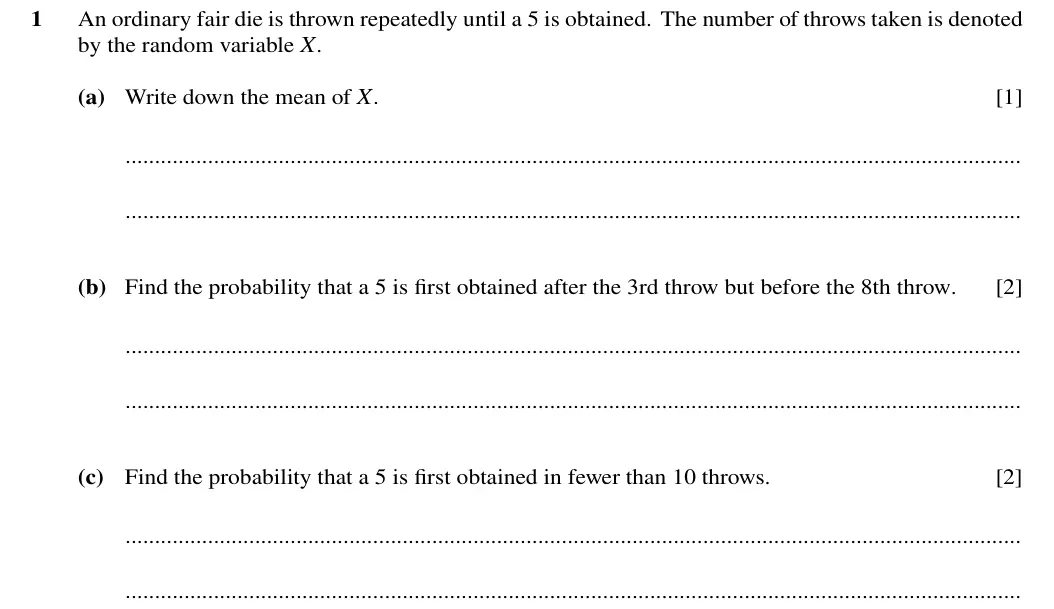 1 An ordinary fair die is thrown repeatedly until a 5 is obtained. The number of throws taken is denoted
by the random variable X.
(a) Write down the mean of X. [1]
(b) Find the probability that a 5 is first obtained after the 3rd throw but before the 8th throw. [2]
(c) Find the probability that a 5 is first obtained in fewer than 10 throws. [2]